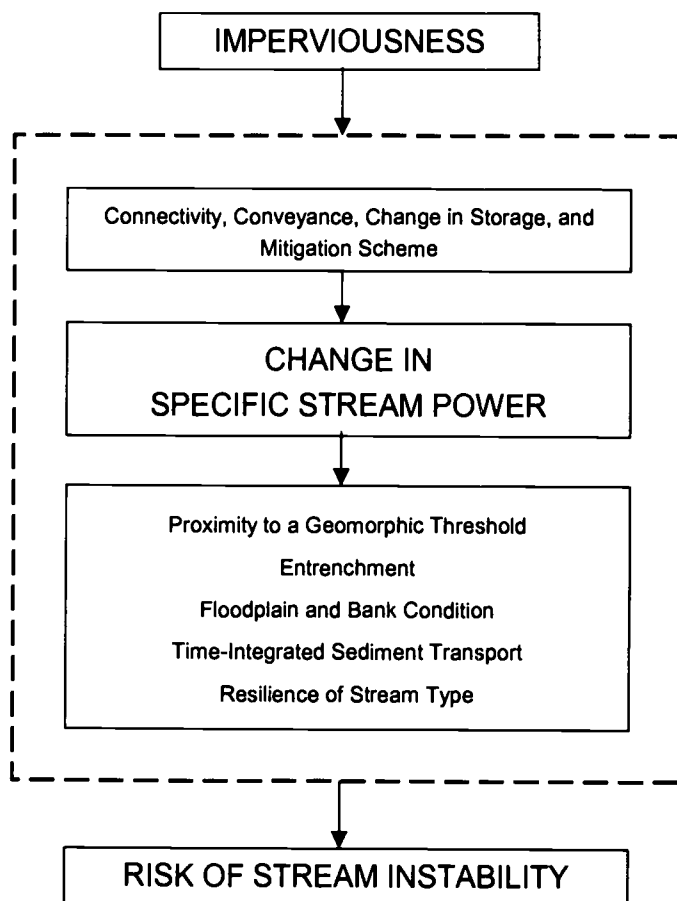 IMPERVIOUSNESS
Connectivity, Conveyance, Change in Storage, and
Mitigation Scheme
CHANGE IN
SPECIFIC STREAM POWER
Proximity to a Geomorphic Threshold
Entrenchment
Floodplain and Bank Condition
Time-Integrated Sediment Transport
Resilience of Stream Type
RISK OF STREAM INSTABILITY